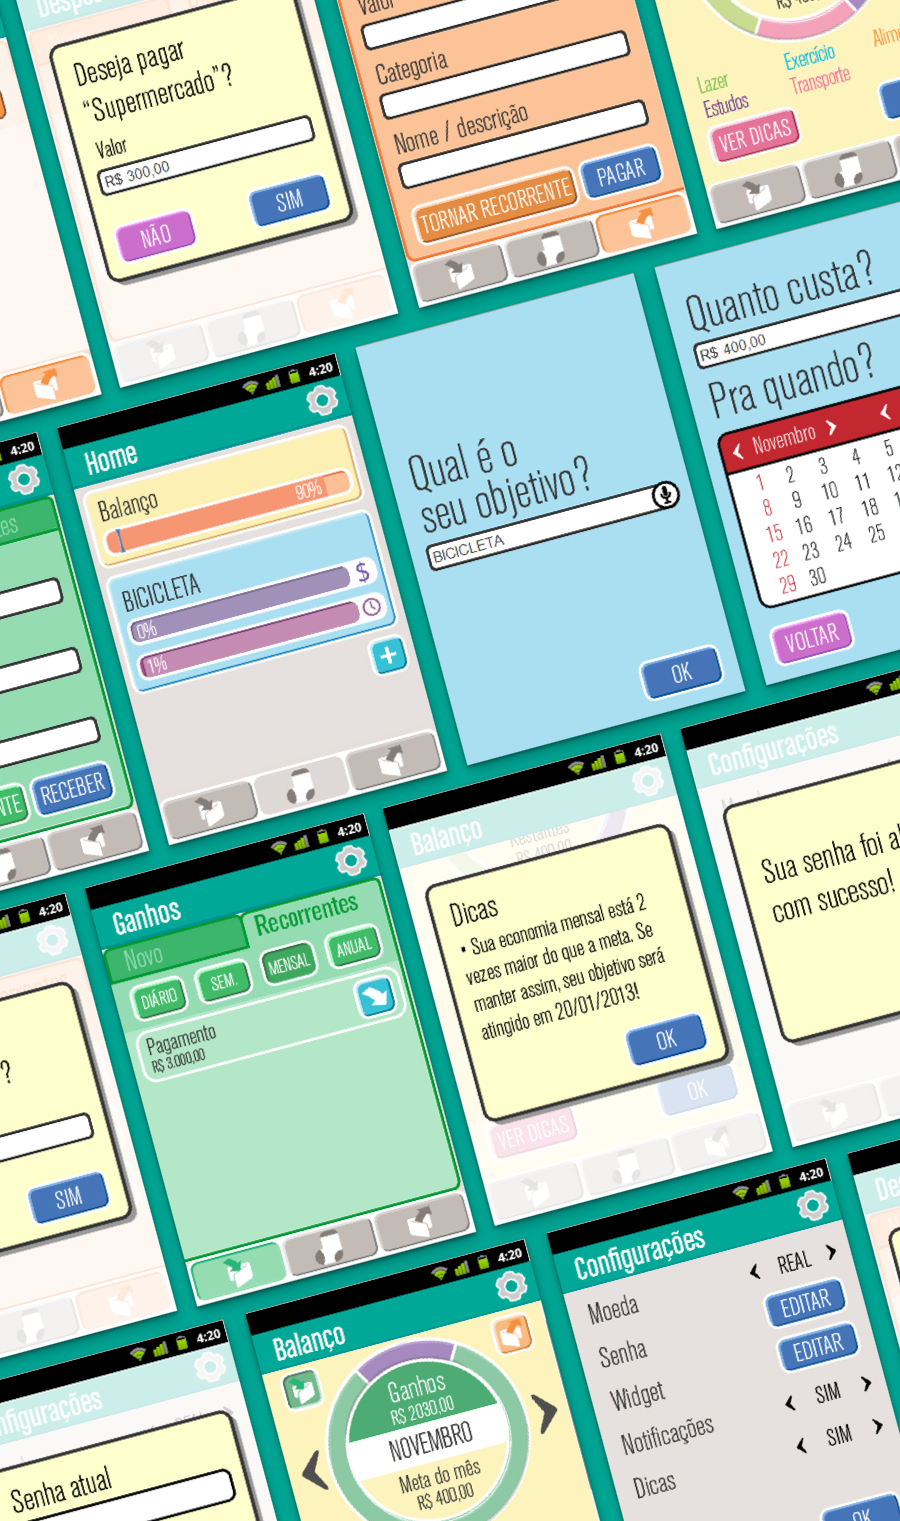 Deseja pagar
“Supermercado”?
Valor
R$ 300,00
NÃO
SIM
Valor
Categoria
Nome / descrição
TORNAR RECORRENTE
PAGAR
Lazer
Exercício
Estudos
Transporte
VER DICAS
4:20
RECEBER
4:20
Home
Balanço
90%
BICICLETA
$
0%
1%
Qual é o
seu objetivo?
BICICLETA
OK
Quanto custa?
R$ 400,00
Pra quando?
Novembro
1 2 3 4 5
8 9 10 11 12
15 16 17 18
22 23 24 25
29 30
VOLTAR
4:20
?
SIM
4:20
Ganhos
Novo
Recorrentes
DIÁRIO
SEM.
MENSAL
ANUAL
Pagamento
R$ 3.000,00
4:20
Balanço
Restantes
R$ 400,00
Dicas
• Sua economia mensal está 2
vezes maior do que a meta. Se
manter assim, seu objetivo será
atingido em 20/01/2013!
OK
OK
VER DICAS
Configurações
Sua senha foi
com sucesso!
4:20
Senha atual
4:20
Balanço
Ganhos
R$ 2030,00
NOVEMBRO
Meta do mês
R$ 400,00
4:20
Configurações
Moeda
REAL
Senha
EDITAR
Widget
EDITAR
Notificações
SIM
Dicas
SIM
OK